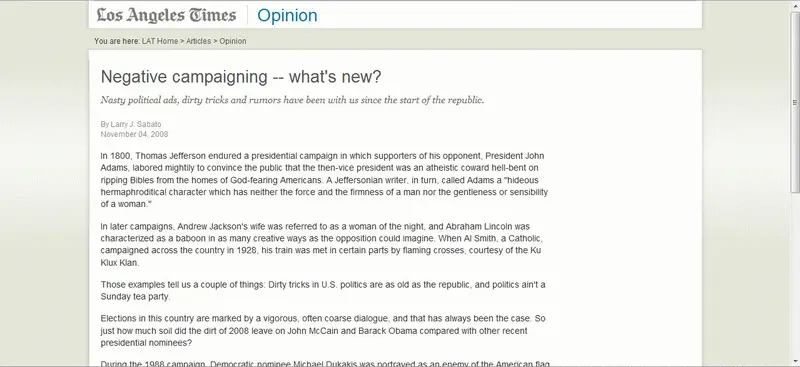 Los Angeles Times
Opinion
You are here: LAT Home > Articles > Opinion
Negative campaigning -- what's new?
Nasty political ads, dirty tricks and rumors have been with us since the start of the republic.
By Larry J. Sabato
November 04, 2008
In 1800, Thomas Jefferson endured a presidential campaign in which supporters of his opponent, President John
Adams, labored mightily to convince the public that the then-vice president was an atheistic coward hell-bent on
ripping Bibles from the homes of God-fearing Americans. A Jeffersonian writer, in turn, called Adams a "hideous
hermaphroditical character which has neither the force and the firmness of a man nor the gentleness or sensibility
of a woman."
In later campaigns, Andrew Jackson's wife was referred to as a woman of the night, and Abraham Lincoln was
characterized as a baboon in as many creative ways as the opposition could imagine. When Al Smith, a Catholic,
campaigned across the country in 1928, his train was met in certain parts by flaming crosses, courtesy of the Ku
Klux Klan.
Those examples tell us a couple of things: Dirty tricks in U.S. politics are as old as the republic, and politics ain't a
Sunday tea party.
Elections in this country are marked by a vigorous, often coarse dialogue, and that has always been the case. So
just how much soil did the dirt of 2008 leave on John McCain and Barack Obama compared with other recent
presidential nominees?
During the 1988 campaign, Democratic nominee Michael Dukakis was portrayed as an enemy of the American flag